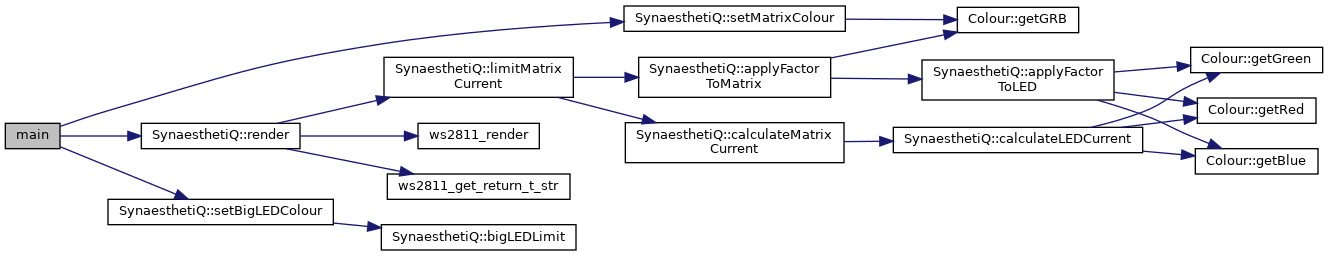 main
SynaesthetiQ::setMatrixColour
Colour::getGRB
SynaesthetiQ::render
SynaesthetiQ::limitMatrix
Current
SynaesthetiQ::applyFactor
ToMatrix
SynaesthetiQ::applyFactor
ToLED
Colour::getGreen
Colour::getRed
Colour::getBlue
SynaesthetiQ::calculateMatrix
Current
SynaesthetiQ::calculateLEDCurrent
ws2811_render
ws2811_get_return_t_str
SynaesthetiQ::setBigLEDColour
SynaesthetiQ::bigLEDLimit